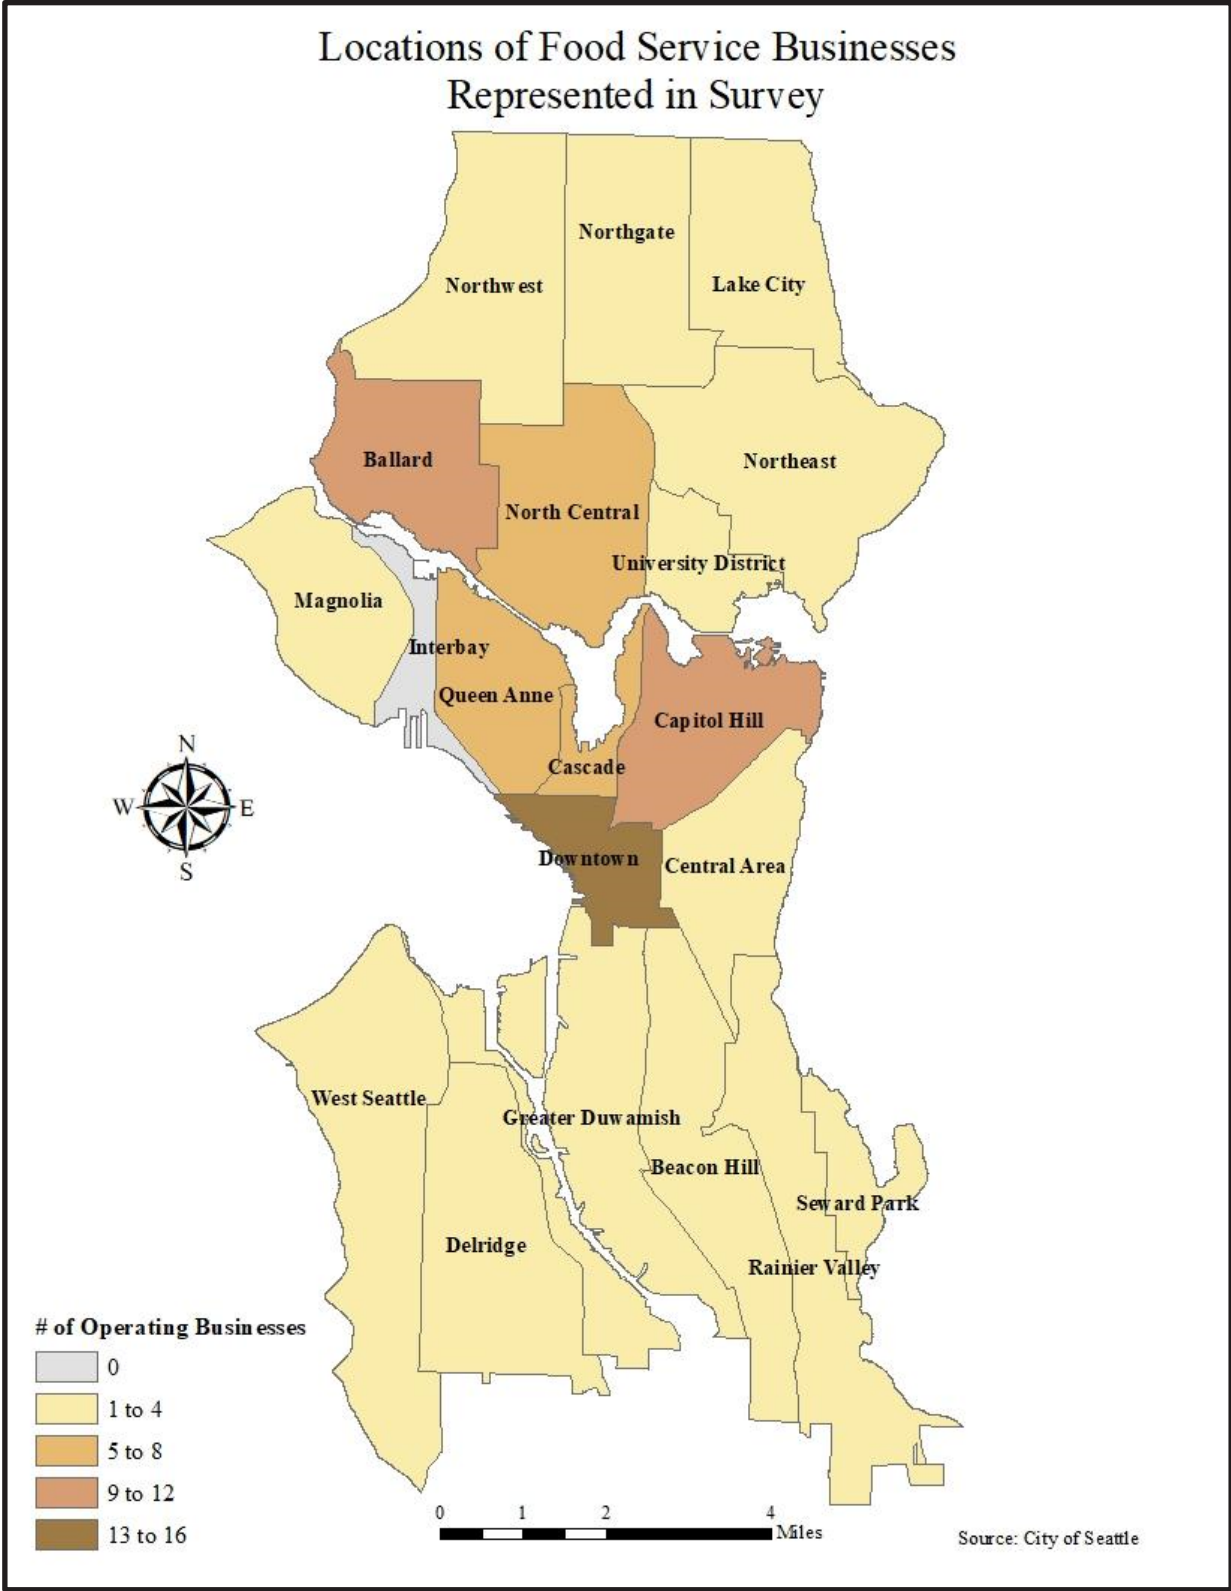 Locations of Food Service Businesses
Represented in Survey
Northgate
Northwest
Lake City
Ballard
Northeast
North Central
University District
Magnolia
Interbay
Queen Anne
Capitol Hill
Cascade
N
W
E
S
Downtown
Central Area
West Seattle
Greater Duwamish
Beacon Hill
Seward Park
Delridge
Rainier Valley
# of Operating Businesses
0
1 to 4
5 to 8
9 to 12
13 to 16
0 1 2 4
Miles
Source: City of Seattle